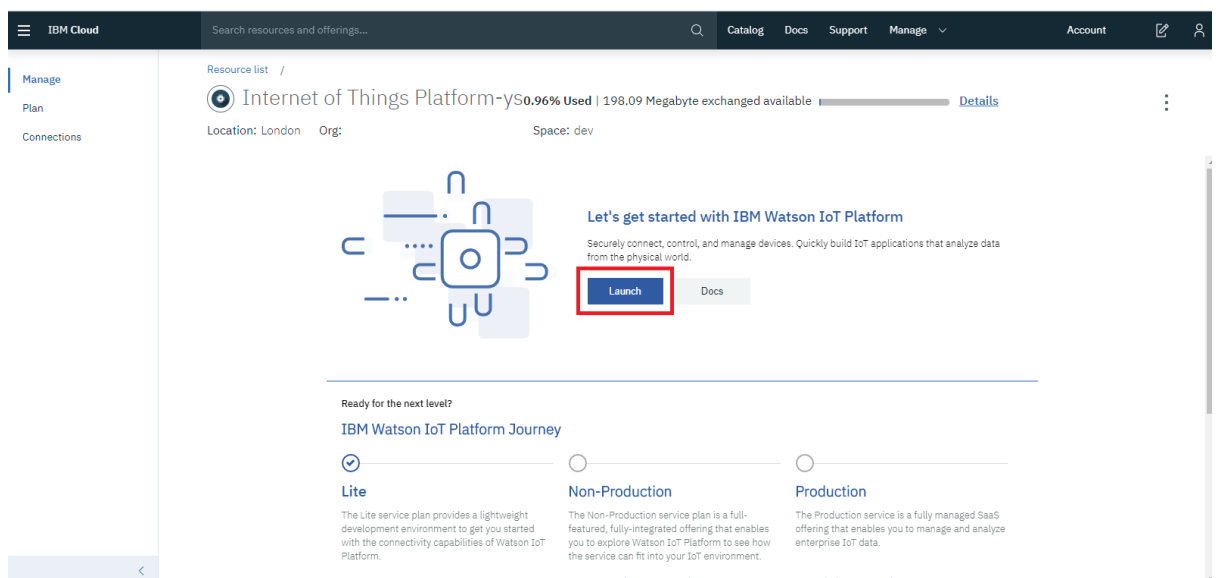 IBM Cloud
Search resources and offerings...
Catalog
Docs
Support
Manage
Account
Manage
Plan
Connections
Resource list /
Internet of Things Platform-ys 0.96% Used | 198.09 Megabyte exchanged available Details
Location: London Org: Space: dev
Let's get started with IBM Watson IoT Platform
Securely connect, control, and manage devices. Quickly build IoT applications that analyze data
from the physical world.
Launch
Docs
Ready for the next level?
IBM Watson IoT Platform Journey
Lite
The Lite service plan provides a lightweight
development environment to get you started
with the connectivity capabilities of Watson IoT
Platform.
Non-Production
The Non-Production service plan is a full-
featured, fully-integrated offering that enables
you to explore Watson IoT Platform to see how
the service can fit into your IoT environment.
Production
The Production service is a fully managed SaaS
offering that enables you to manage and analyze
enterprise IoT data.